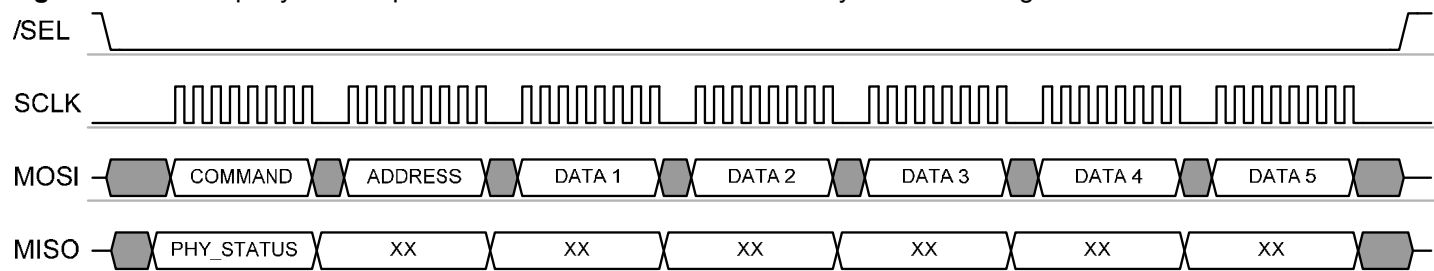 /SEL
SCLK
MOSI COMMAND ADDRESS DATA 1 DATA 2 DATA 3 DATA 4 DATA 5
MISO PHY_STATUS XX XX XX XX XX XX